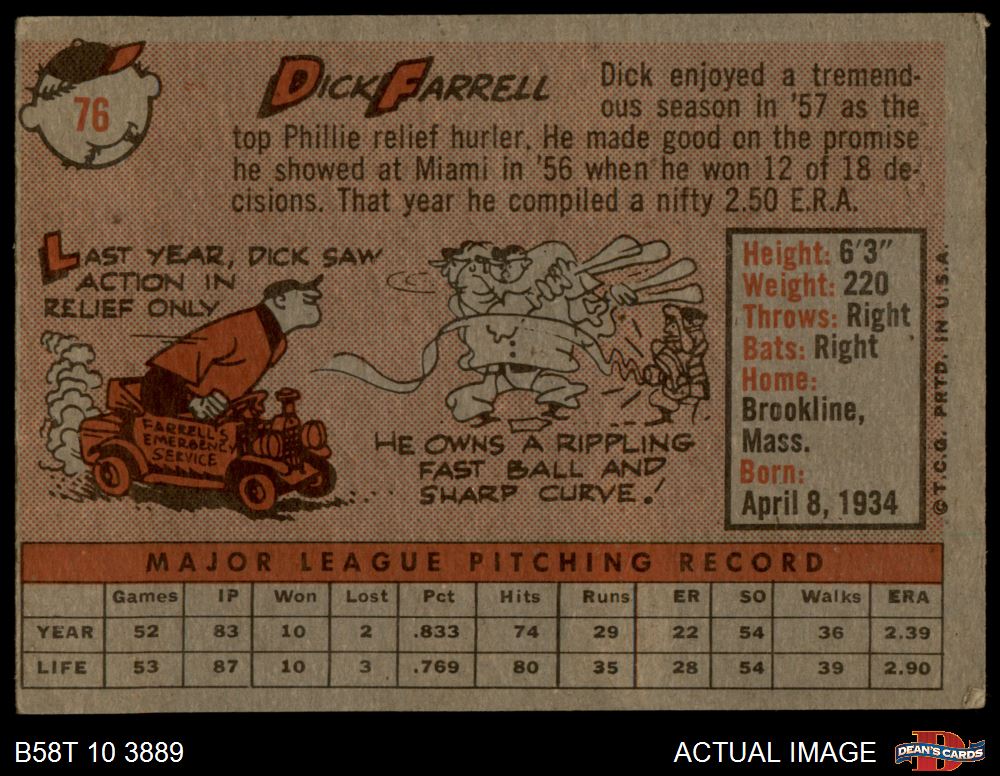 76
DICK FARRELL
Dick enjoyed a tremend-
ous season in '57 as the
top Phillie relief hurler. He made good on the promise
he showed at Miami in '56 when he won 12 of 18 de-
cisions. That year he compiled a nifty 2.50 E.R.A.
LAST YEAR, DICK SAW
ACTION IN
RELIEF ONLY
FARRELL'S
EMERGENCY
SERVICE
HE OWNS A RIPPLING
FAST BALL AND
SHARP CURVE!
Height: 6'3"
Weight: 220
Throws: Right
Bats: Right
Home:
Brookline,
Mass.
Born:
April 8, 1934
© T.C.G. PRTD. IN U.S.A.
MAJOR LEAGUE PITCHING RECORD
Games IP Won Lost Pct Hits Runs ER SO Walks ERA
YEAR 52 83 10 2 .833 74 29 22 54 36 2.39
LIFE 53 87 10 3 .769 80 35 28 54 39 2.90
B58T 10 3889
ACTUAL IMAGE
D
DEAN'S CARDS